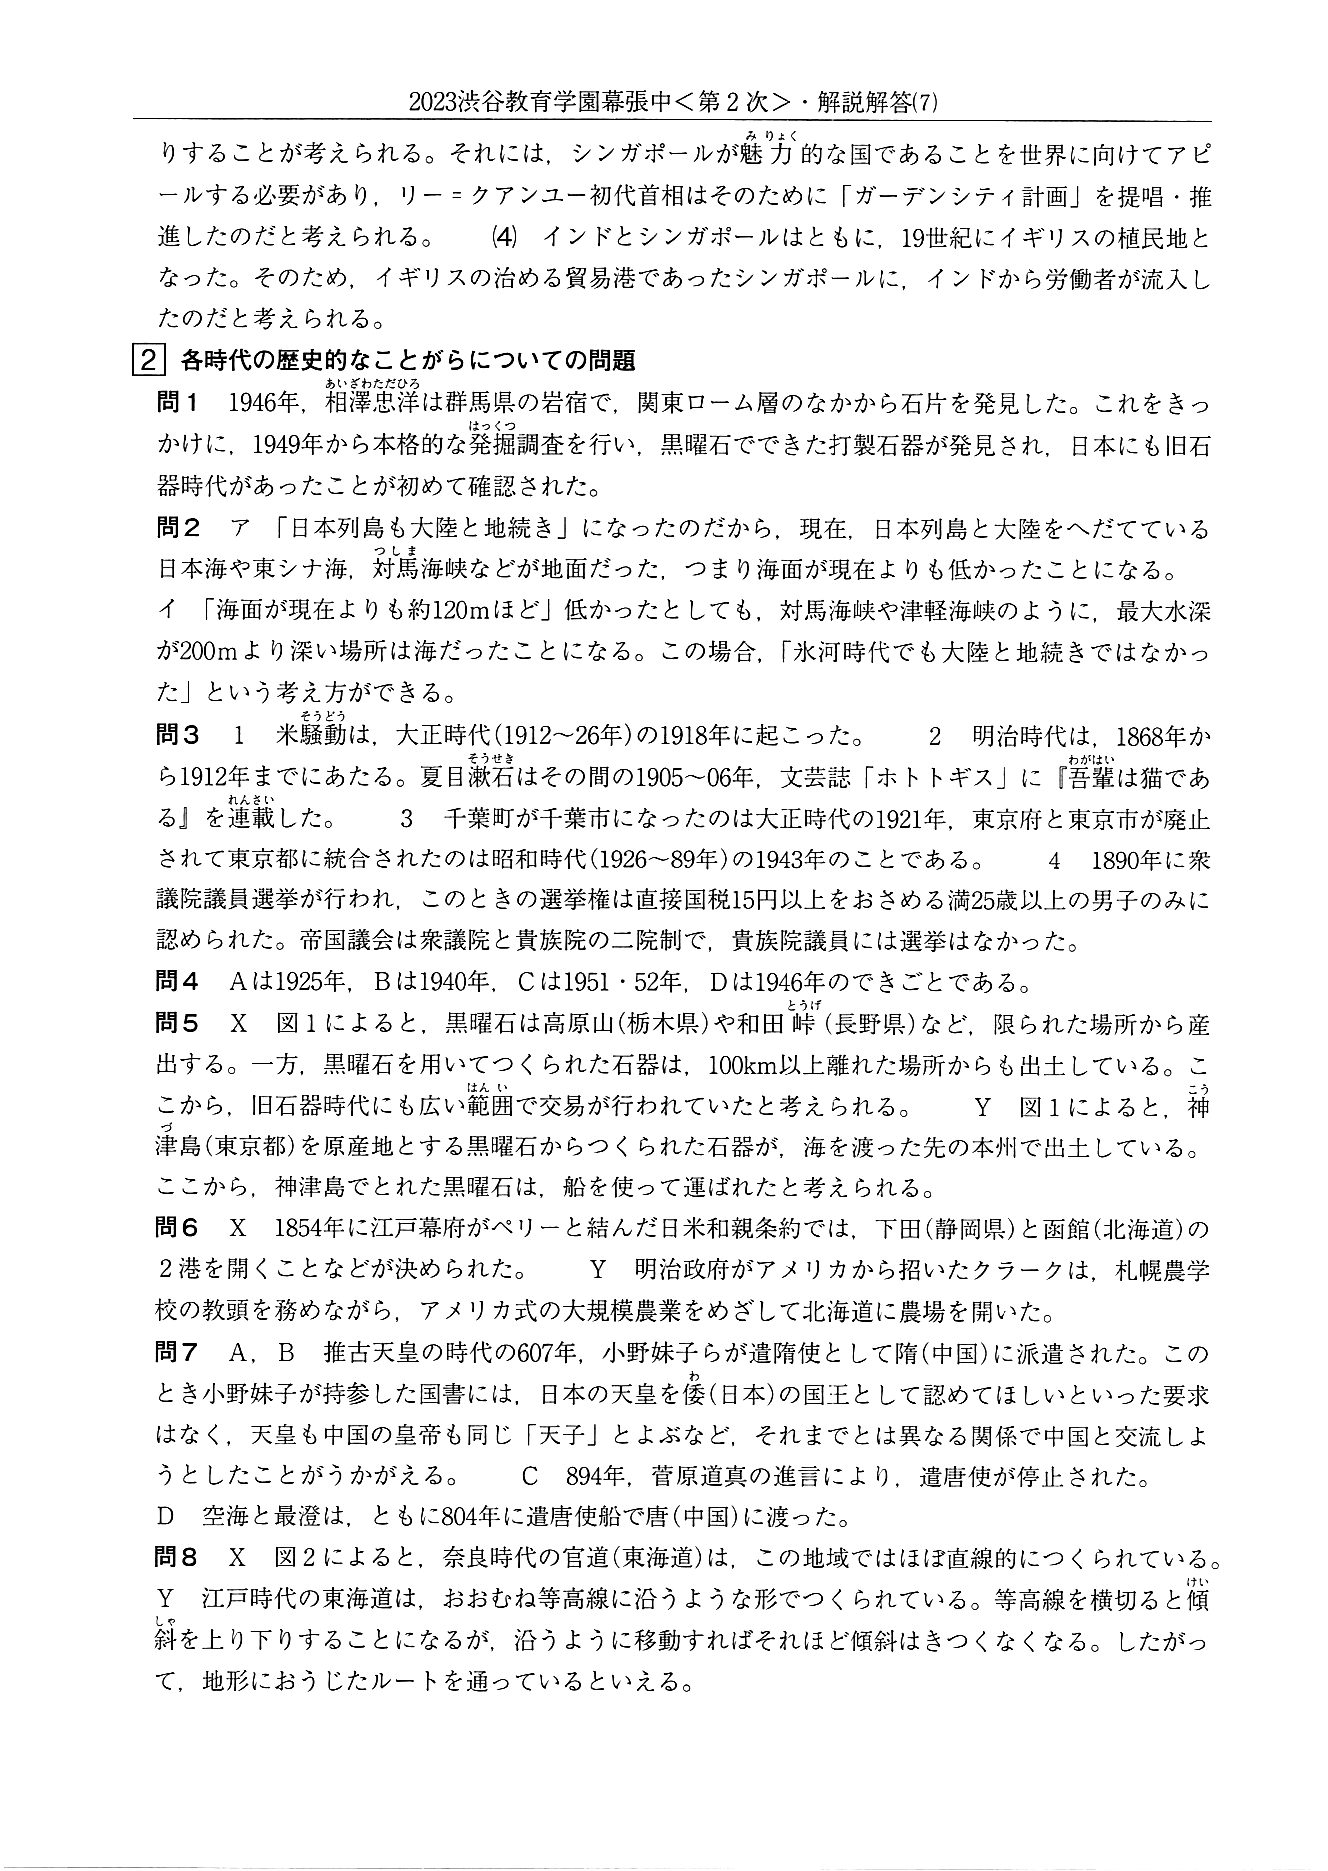 2023渋谷教育学園幕張中＜第2次＞・解説解答(7)
りすることが考えられる。それには，シンガポールが魅力的な国であることを世界に向けてアピ
ールする必要があり，リー＝クアンユー初代首相はそのために「ガーデンシティ計画」を提唱・推
進したのだと考えられる。　(4)　インドとシンガポールはともに，19世紀にイギリスの植民地と
なった。そのため，イギリスの治める貿易港であったシンガポールに，インドから労働者が流入し
たのだと考えられる。
2 各時代の歴史的なことがらについての問題
問1　1946年，相澤忠洋は群馬県の岩宿で，関東ローム層のなかから石片を発見した。これをきっ
かけに，1949年から本格的な発掘調査を行い，黒曜石でできた打製石器が発見され，日本にも旧石
器時代があったことが初めて確認された。
問2　ア　「日本列島も大陸と地続き」になったのだから，現在，日本列島と大陸をへだてている
日本海や東シナ海，対馬海峡などが地面だった，つまり海面が現在よりも低かったことになる。
イ　「海面が現在よりも約120mほど」低かったとしても，対馬海峡や津軽海峡のように，最大水深
が200mより深い場所は海だったことになる。この場合，「氷河時代でも大陸と地続きではなかっ
た」という考え方ができる。
問3　1　米騒動は，大正時代(1912～26年)の1918年に起こった。　2　明治時代は，1868年か
ら1912年までにあたる。夏目漱石はその間の1905～06年，文芸誌「ホトトギス」に『吾輩は猫であ
る』を連載した。　3　千葉町が千葉市になったのは大正時代の1921年，東京府と東京市が廃止
されて東京都に統合されたのは昭和時代(1926～89年)の1943年のことである。　4　1890年に衆
議院議員選挙が行われ，このときの選挙権は直接国税15円以上をおさめる満25歳以上の男子のみに
認められた。帝国議会は衆議院と貴族院の二院制で，貴族院議員には選挙はなかった。
問4　Aは1925年，Bは1940年，Cは1951・52年，Dは1946年のできごとである。
問5　X　図1によると，黒曜石は高原山(栃木県)や和田峠(長野県)など，限られた場所から産
出する。一方，黒曜石を用いてつくられた石器は，100km以上離れた場所からも出土している。こ
こから，旧石器時代にも広い範囲で交易が行われていたと考えられる。　Y　図1によると，神
津島(東京都)を原産地とする黒曜石からつくられた石器が，海を渡った先の本州で出土している。
ここから，神津島でとれた黒曜石は，船を使って運ばれたと考えられる。
問6　X　1854年に江戸幕府がペリーと結んだ日米和親条約では，下田(静岡県)と函館(北海道)の
2港を開くことなどが決められた。　Y　明治政府がアメリカから招いたクラークは，札幌農学
校の教頭を務めながら，アメリカ式の大規模農業をめざして北海道に農場を開いた。
問7　A，B　推古天皇の時代の607年，小野妹子らが遣隋使として隋(中国)に派遣された。この
とき小野妹子が持参した国書には，日本の天皇を倭(日本)の国王として認めてほしいといった要求
はなく，天皇も中国の皇帝も同じ「天子」とよぶなど，それまでとは異なる関係で中国と交流しよ
うとしたことがうかがえる。　C　894年，菅原道真の進言により，遣唐使が停止された。
D　空海と最澄は，ともに804年に遣唐使船で唐(中国)に渡った。
問8　X　図2によると，奈良時代の官道(東海道)は，この地域ではほぼ直線的につくられている。
Y　江戸時代の東海道は，おおむね等高線に沿うような形でつくられている。等高線を横切ると傾
斜を上り下りすることになるが，沿うように移動すればそれほど傾斜はきつくなくなる。したがっ
て，地形におうじたルートを通っているといえる。